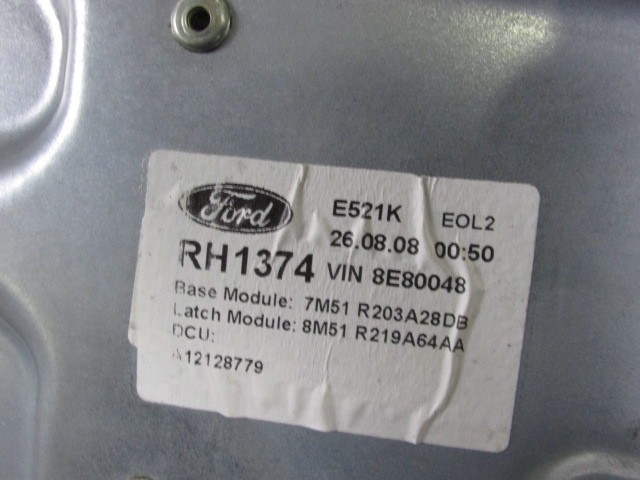 Ford E521K EOL2
26.08.08 00:50
RH1374 VIN 8E80048
Base Module: 7M51 R203A28DB
Latch Module: 8M51 R219A64AA
DCU:
A12128779